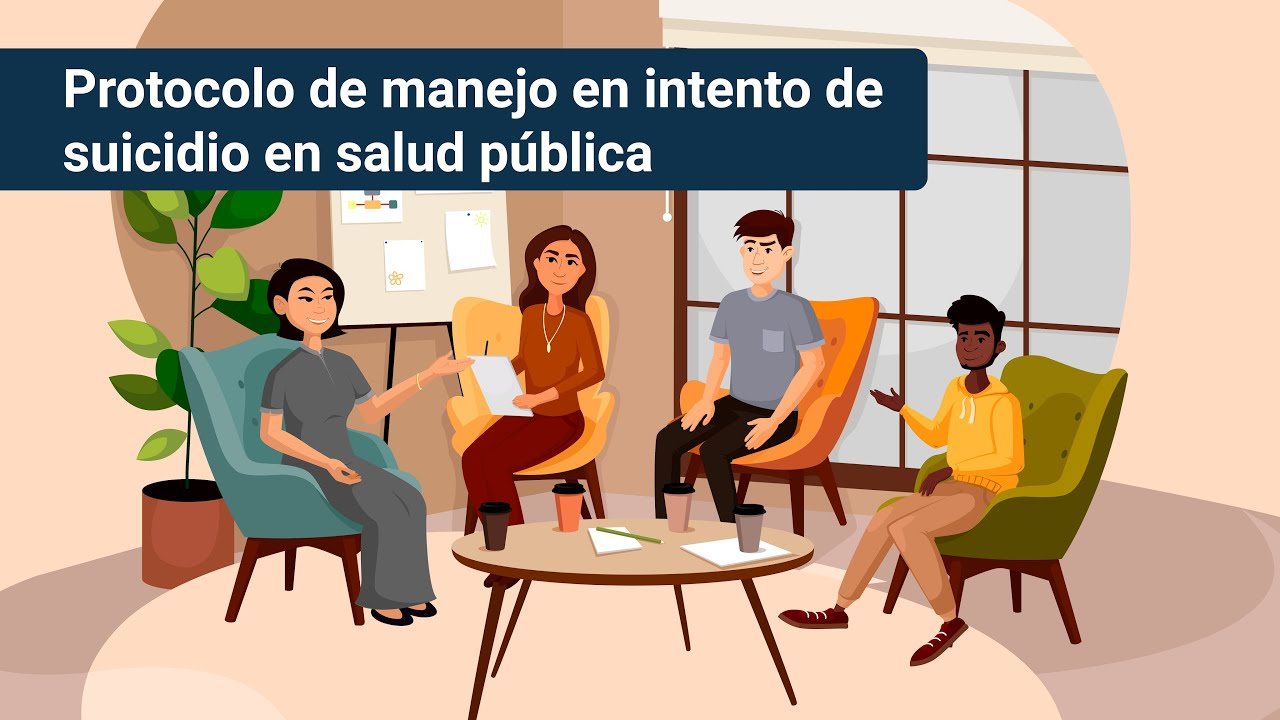 Protocolo de manejo en intento de
suicidio en salud pública